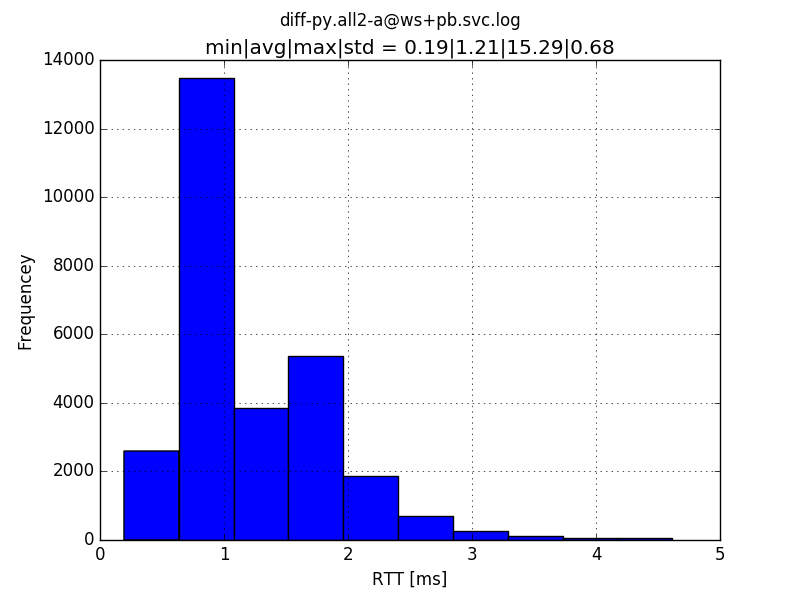 diff-py.all2-a@ws+pb.svc.log
min|avg|max|std = 0.19|1.21|15.29|0.68
14000
12000
10000
8000
6000
4000
2000
0
Frequencey
0 1 2 3 4 5
RTT [ms]